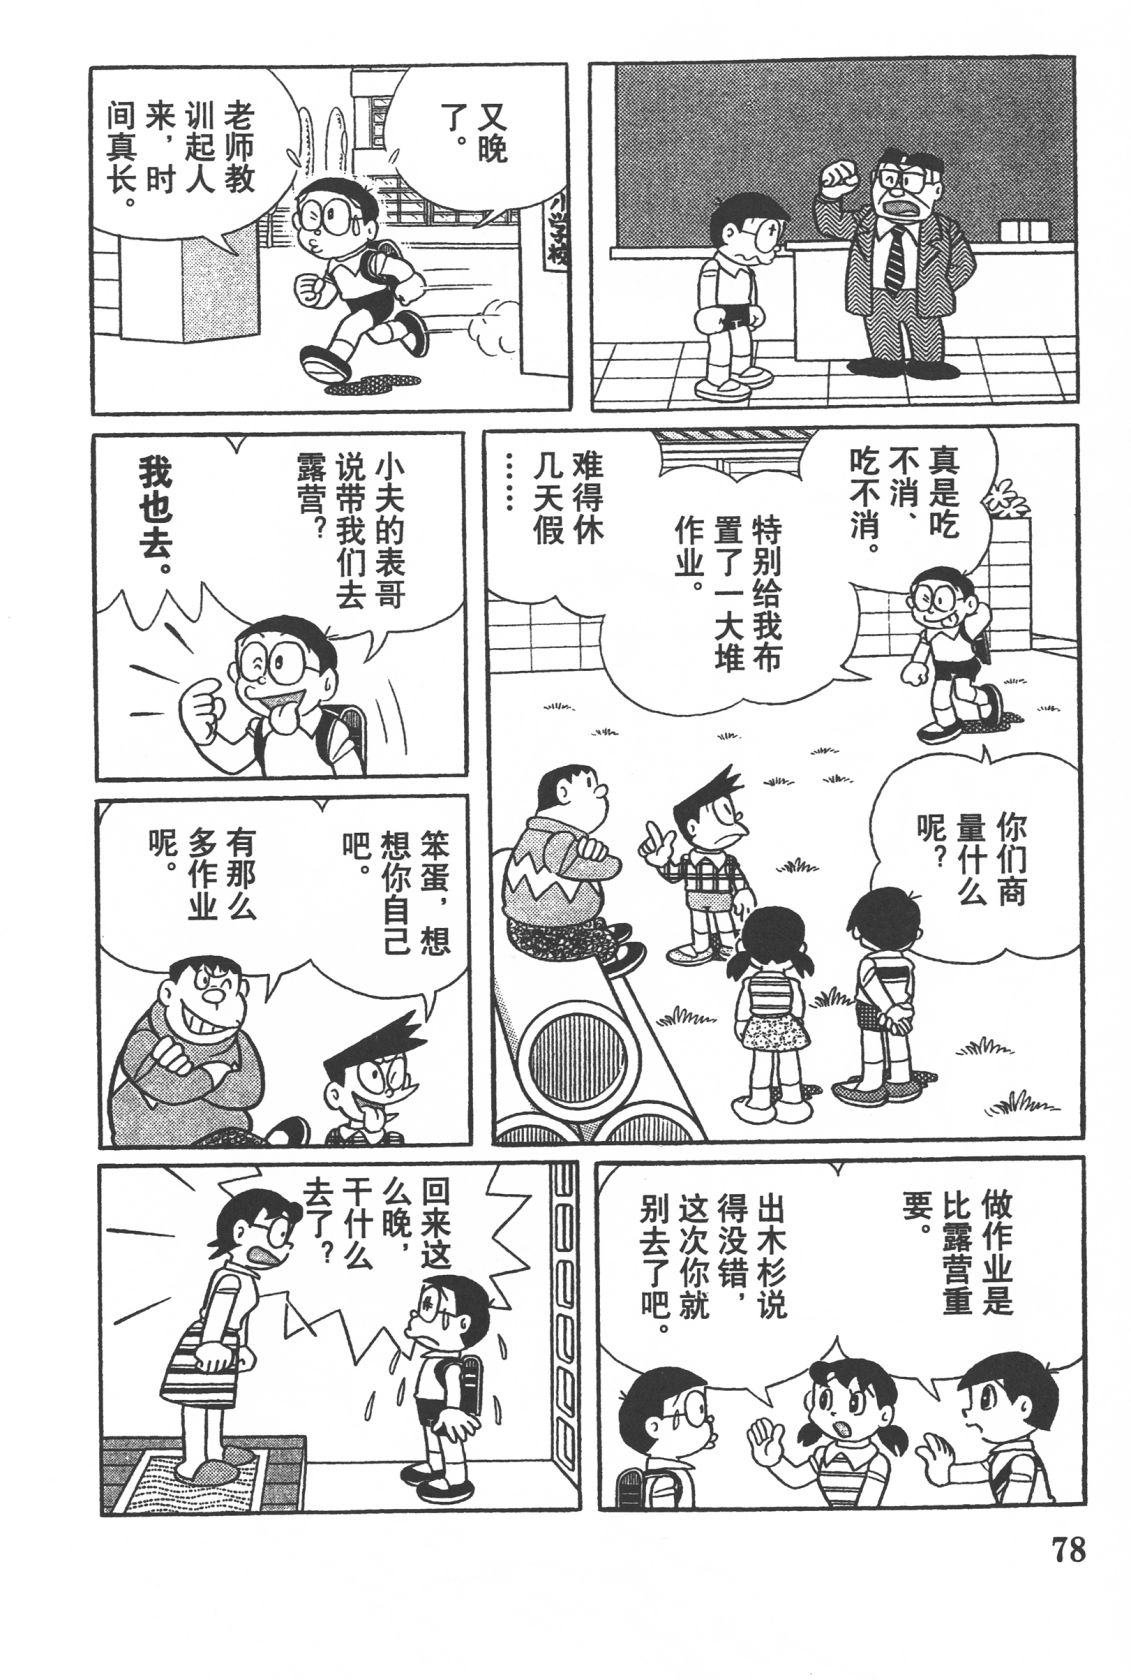 又晚
了。
老师教
训起人
来，时
间真长。
小学校
真是吃
不消、
吃不消。
特别给我布
置了一大堆
作业。
难得休
几天假
……
你们商
量什么
呢？
小夫的表哥
说带我们去
露营？
我也去。
笨蛋，想
想你自己
吧。
有那么
多作业
呢。
做作业是
比露营重
要。
出木杉说
得没错，
这次你就
别去了吧。
回来这
么晚，
干什么
去了？
78